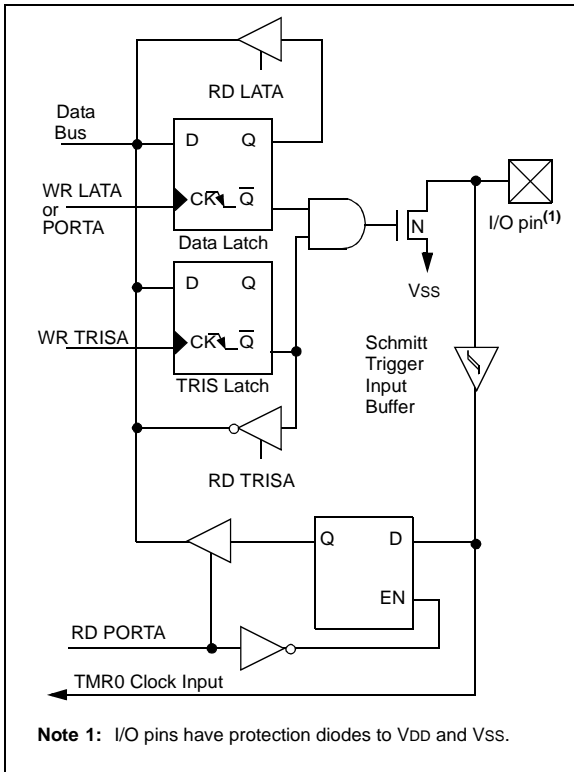 RD LATA
Data
Bus
D Q
WR LATA
or
PORTA
CK Q
Data Latch
N
I/O pin(1)
VSS
D Q
WR TRISA
CK Q
TRIS Latch
Schmitt
Trigger
Input
Buffer
RD TRISA
Q D
EN
RD PORTA
TMR0 Clock Input
Note 1: I/O pins have protection diodes to VDD and VSS.